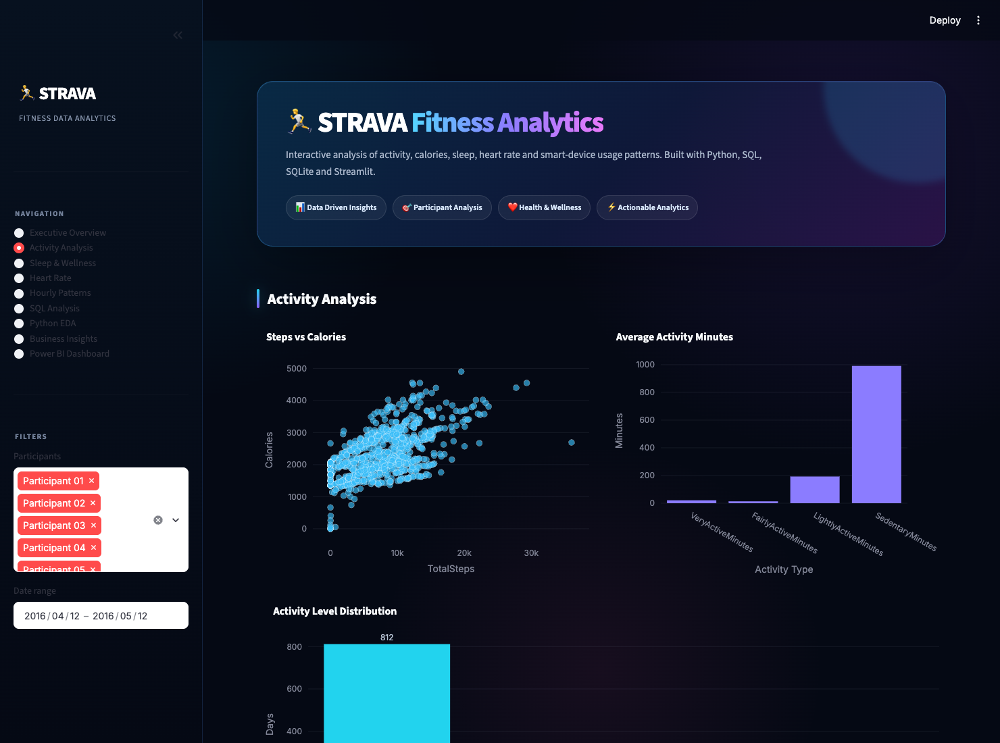 Deploy
STRAVA
FITNESS DATA ANALYTICS
NAVIGATION
Executive Overview
Activity Analysis
Sleep & Wellness
Heart Rate
Hourly Patterns
SQL Analysis
Python EDA
Business Insights
Power BI Dashboard
FILTERS
Participants
Participant 01 ×
Participant 02 ×
Participant 03 ×
Participant 04 ×
Participant 05 ×
Date range
2016/04/12 – 2016/05/12
STRAVA Fitness Analytics
Interactive analysis of activity, calories, sleep, heart rate and smart-device usage patterns. Built with Python, SQL,
SQLite and Streamlit.
Data Driven Insights
Participant Analysis
Health & Wellness
Actionable Analytics
Activity Analysis
Steps vs Calories
5000
4000
3000
2000
1000
0
Calories
0 10k 20k 30k
TotalSteps
Average Activity Minutes
1000
800
600
400
200
0
Minutes
VeryActiveMinutes
FairlyActiveMinutes
LightlyActiveMinutes
SedentaryMinutes
Activity Type
Activity Level Distribution
812
800
600
400
Days